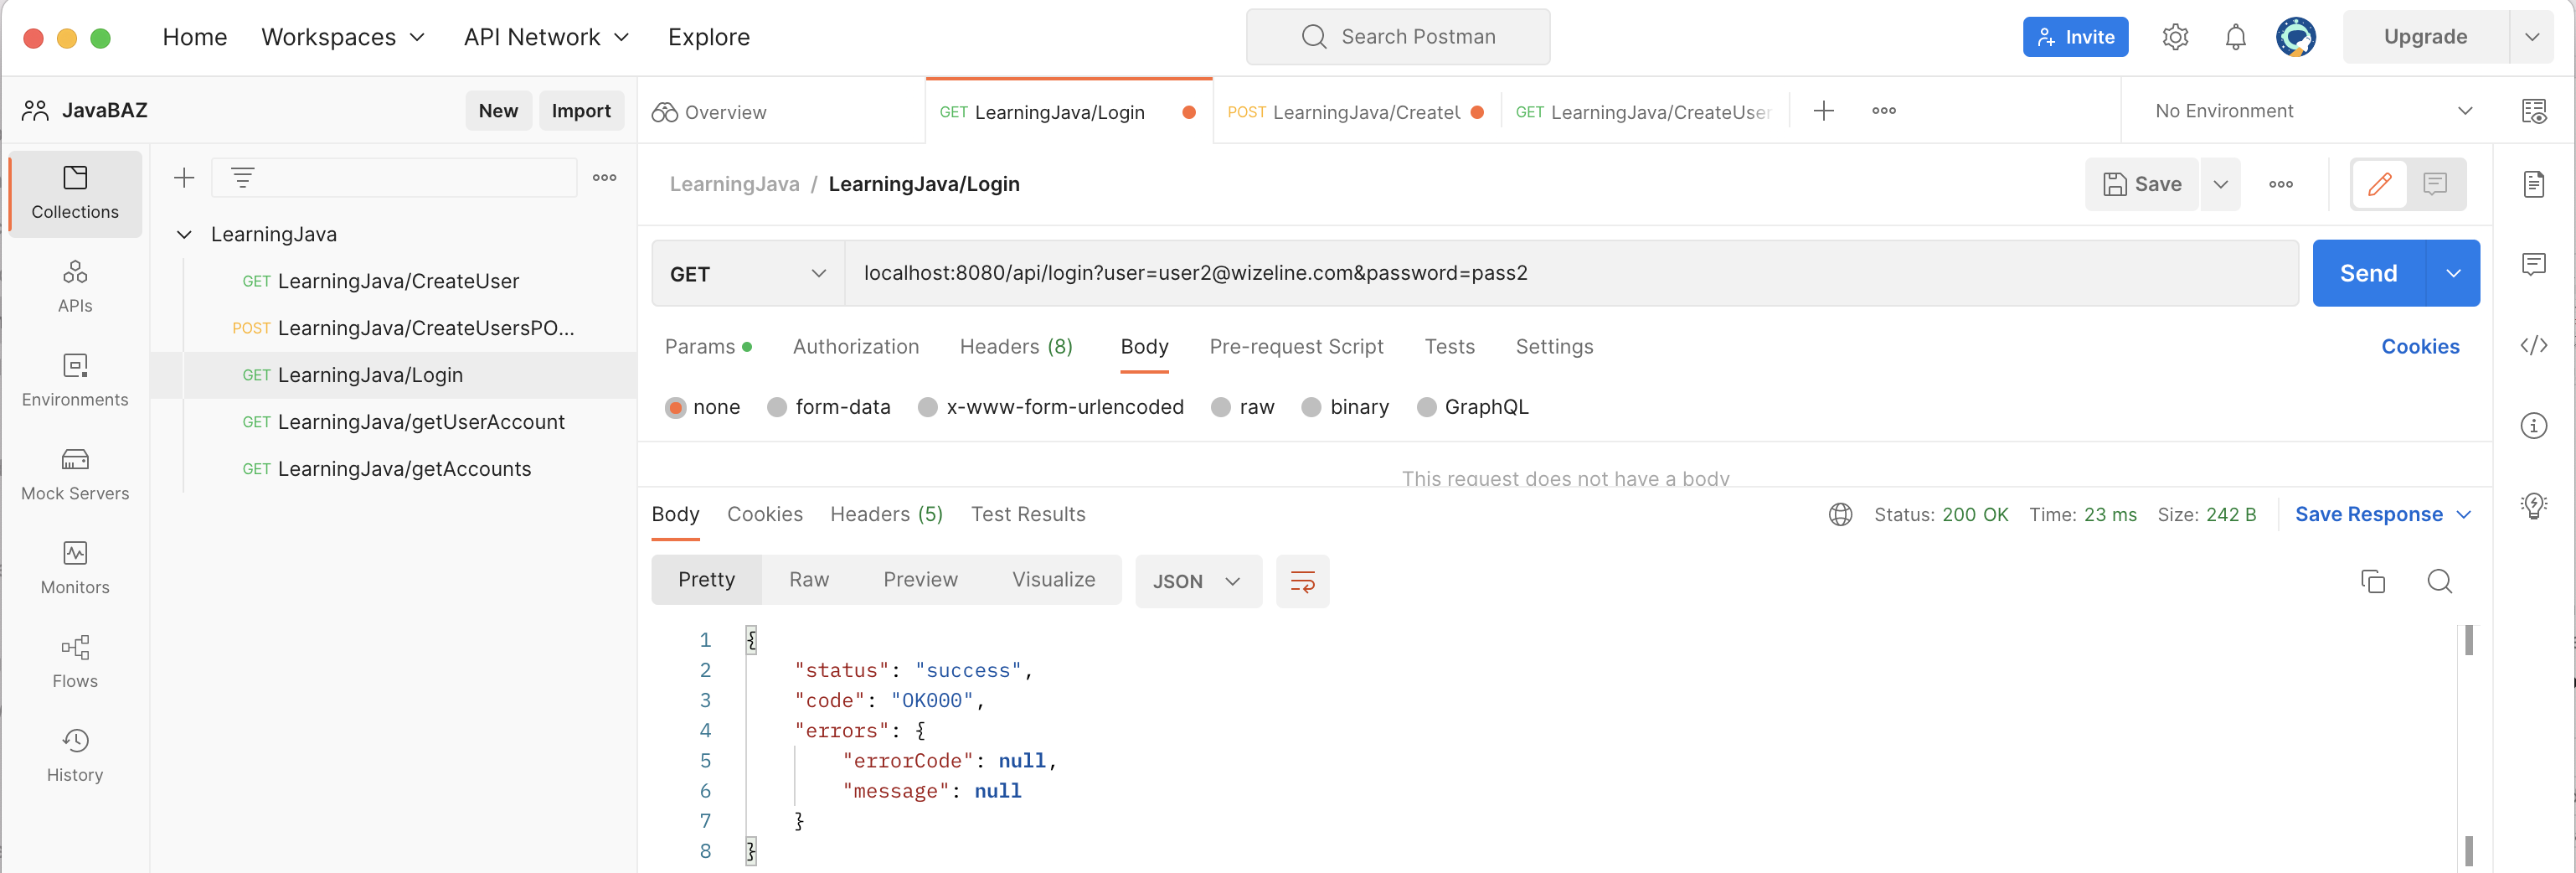 Home Workspaces API Network Explore Search Postman Invite Upgrade
JavaBAZ New Import Overview GET LearningJava/Login POST LearningJava/Createl GET LearningJava/CreateUser No Environment
LearningJava / LearningJava/Login Save
Collections
LearningJava
GET LearningJava/CreateUser
POST LearningJava/CreateUsersPO...
GET LearningJava/Login
GET LearningJava/getUserAccount
GET LearningJava/getAccounts
APIs
Environments
Mock Servers
Monitors
Flows
History
GET localhost:8080/api/login?user=user2@wizeline.com&password=pass2 Send
Params Authorization Headers (8) Body Pre-request Script Tests Settings Cookies
none form-data x-www-form-urlencoded raw binary GraphQL
This request does not have a body
Body Cookies Headers (5) Test Results Status: 200 OK Time: 23 ms Size: 242 B Save Response
Pretty Raw Preview Visualize JSON
1 {
2 "status": "success",
3 "code": "OK000",
4 "errors": {
5 "errorCode": null,
6 "message": null
7 }
8 }